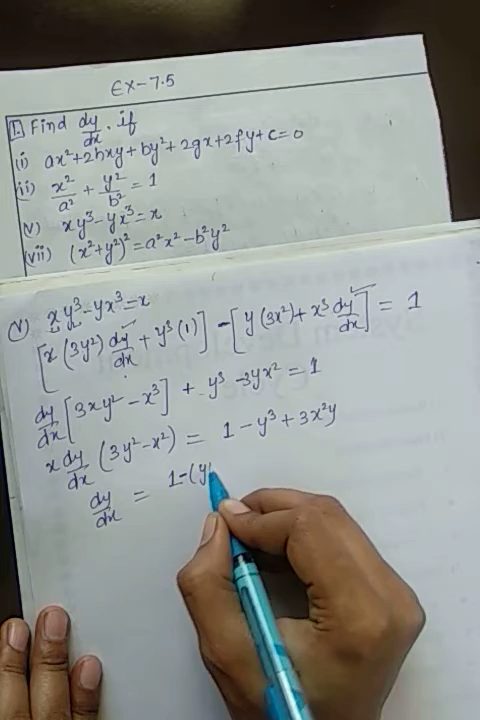 EX-7.5
1. Find dy/dx. if
(i) ax²+2hxy+by²+2gx+2fy+c=0
(ii) x²/a² + y²/b² = 1
(v) xy³-yx³=x
(vii) (x²+y²)²=a²x²-b²y²
(v) xy³-yx³=x
[x(3y²) dy/dx + y³(1)] - [y(3x²)+x³ dy/dx] = 1
dy/dx [3xy²-x³] + y³-3yx²=1
x dy/dx (3y²-x²) = 1-y³+3x²y
dy/dx = 1-(y